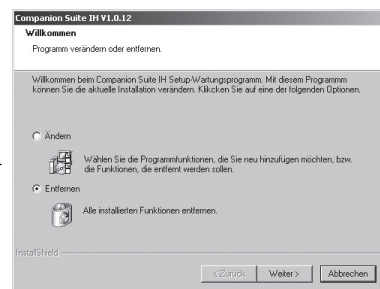 Companion Suite IH V1.0.12
Willkommen
Programm verändern oder entfernen.
Willkommen beim Companion Suite IH Setup-Wartungsprogramm. Mit diesem Programmm
können Sie die aktuelle Installation verändern. Klikcken Sie auf eine der folgenden Optionen.
Ändern
Wählen Sie die Programmfunktionen, die Sie neu hinzufügen möchten, bzw.
die Funktionen, die entfernt werden sollen.
Entfernen
Alle installierten Funktionen entfernen.
InstallShield
< Zurück Weiter > Abbrechen